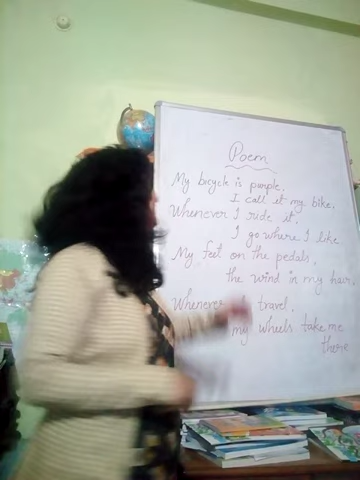 Poem
My bicycle is purple.
I call it my bike.
Whenever I ride it.
I go where I like
My feet on the pedals,
the wind in my hair.
Whenever travel,
my wheels take me
there